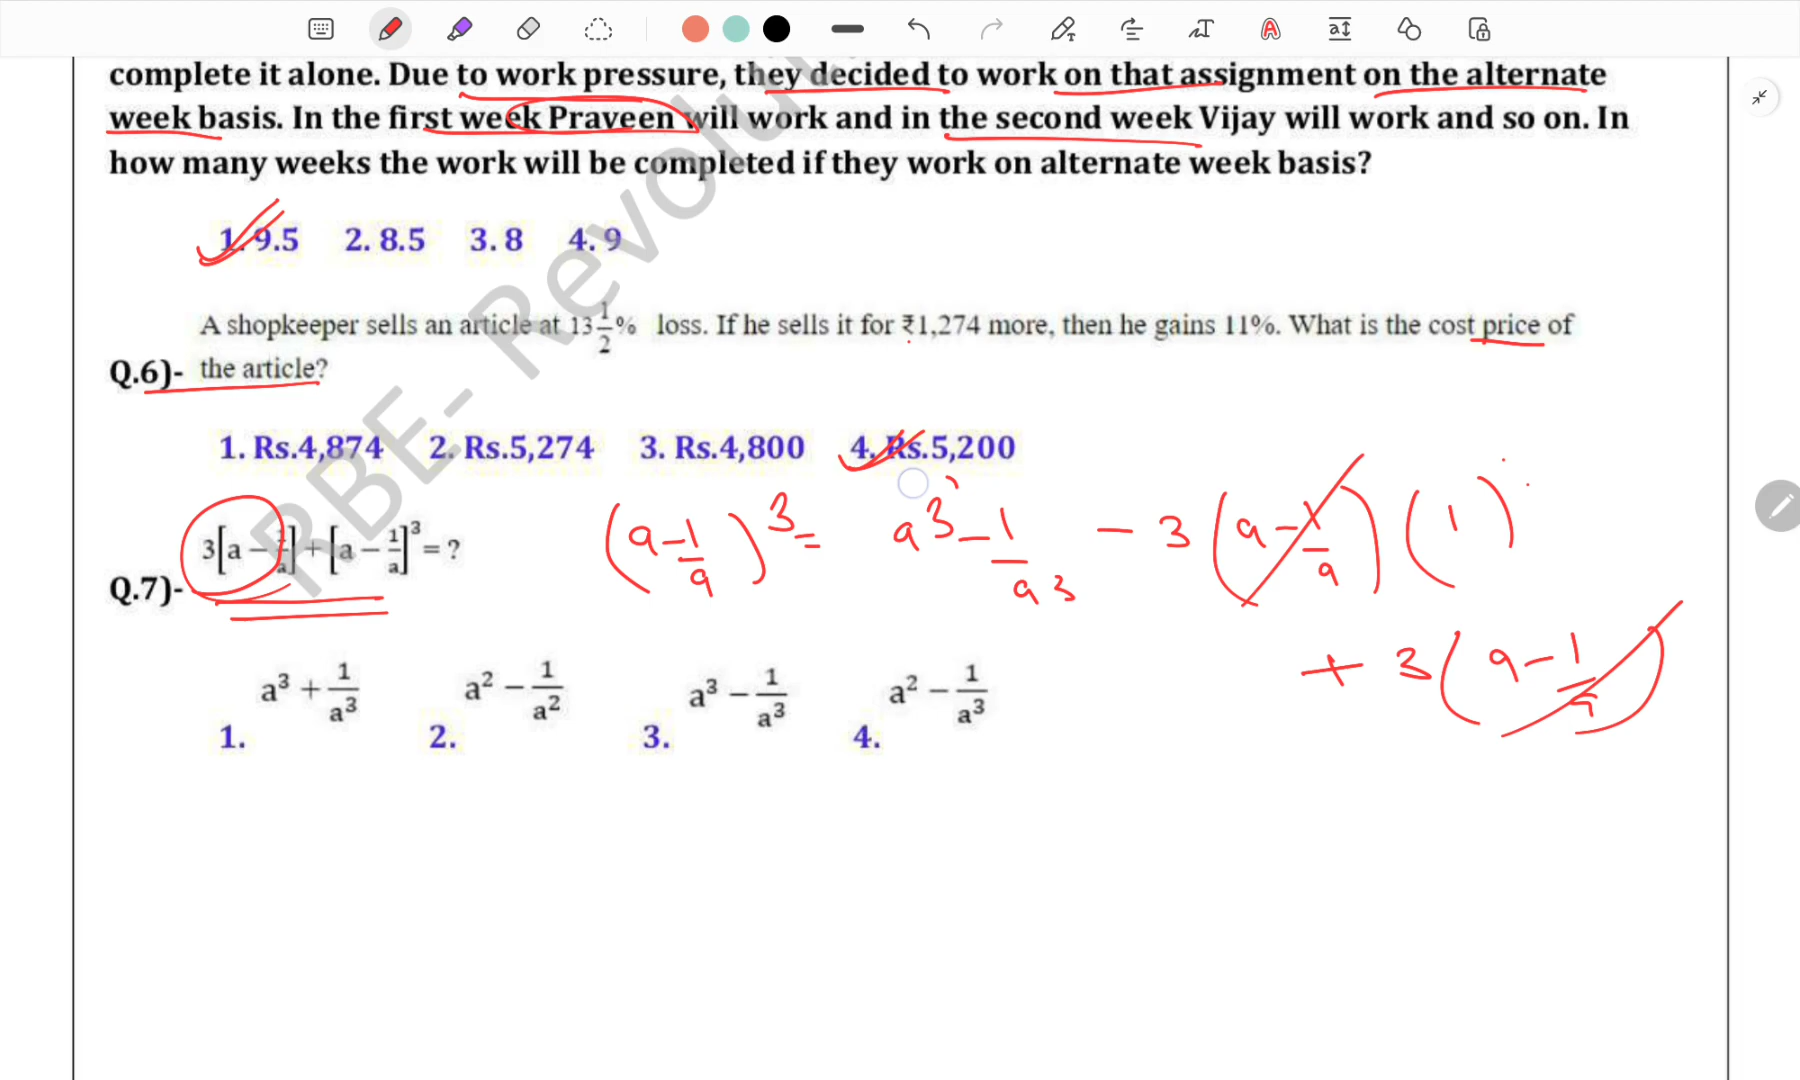 complete it alone. Due to work pressure, they decided to work on that assignment on the alternate
week basis. In the first week Praveen will work and in the second week Vijay will work and so on. In
how many weeks the work will be completed if they work on alternate week basis?
1. 9.5 2. 8.5 3. 8 4. 9
A shopkeeper sells an article at 13 1/2 % loss. If he sells it for ₹1,274 more, then he gains 11%. What is the cost price of
Q.6)- the article?
1. Rs.4,874 2. Rs.5,274 3. Rs.4,800 4. Rs.5,200
3[a − 1/a] + [a − 1/a]³ = ?
Q.7)-
(a − 1/a)³ = a³ − 1/a³ − 3(a − 1/a)(1)
+ 3(a − 1/a)
1. a³ + 1/a³ 2. a² − 1/a² 3. a³ − 1/a³ 4. a² − 1/a³
RBE- Revolu